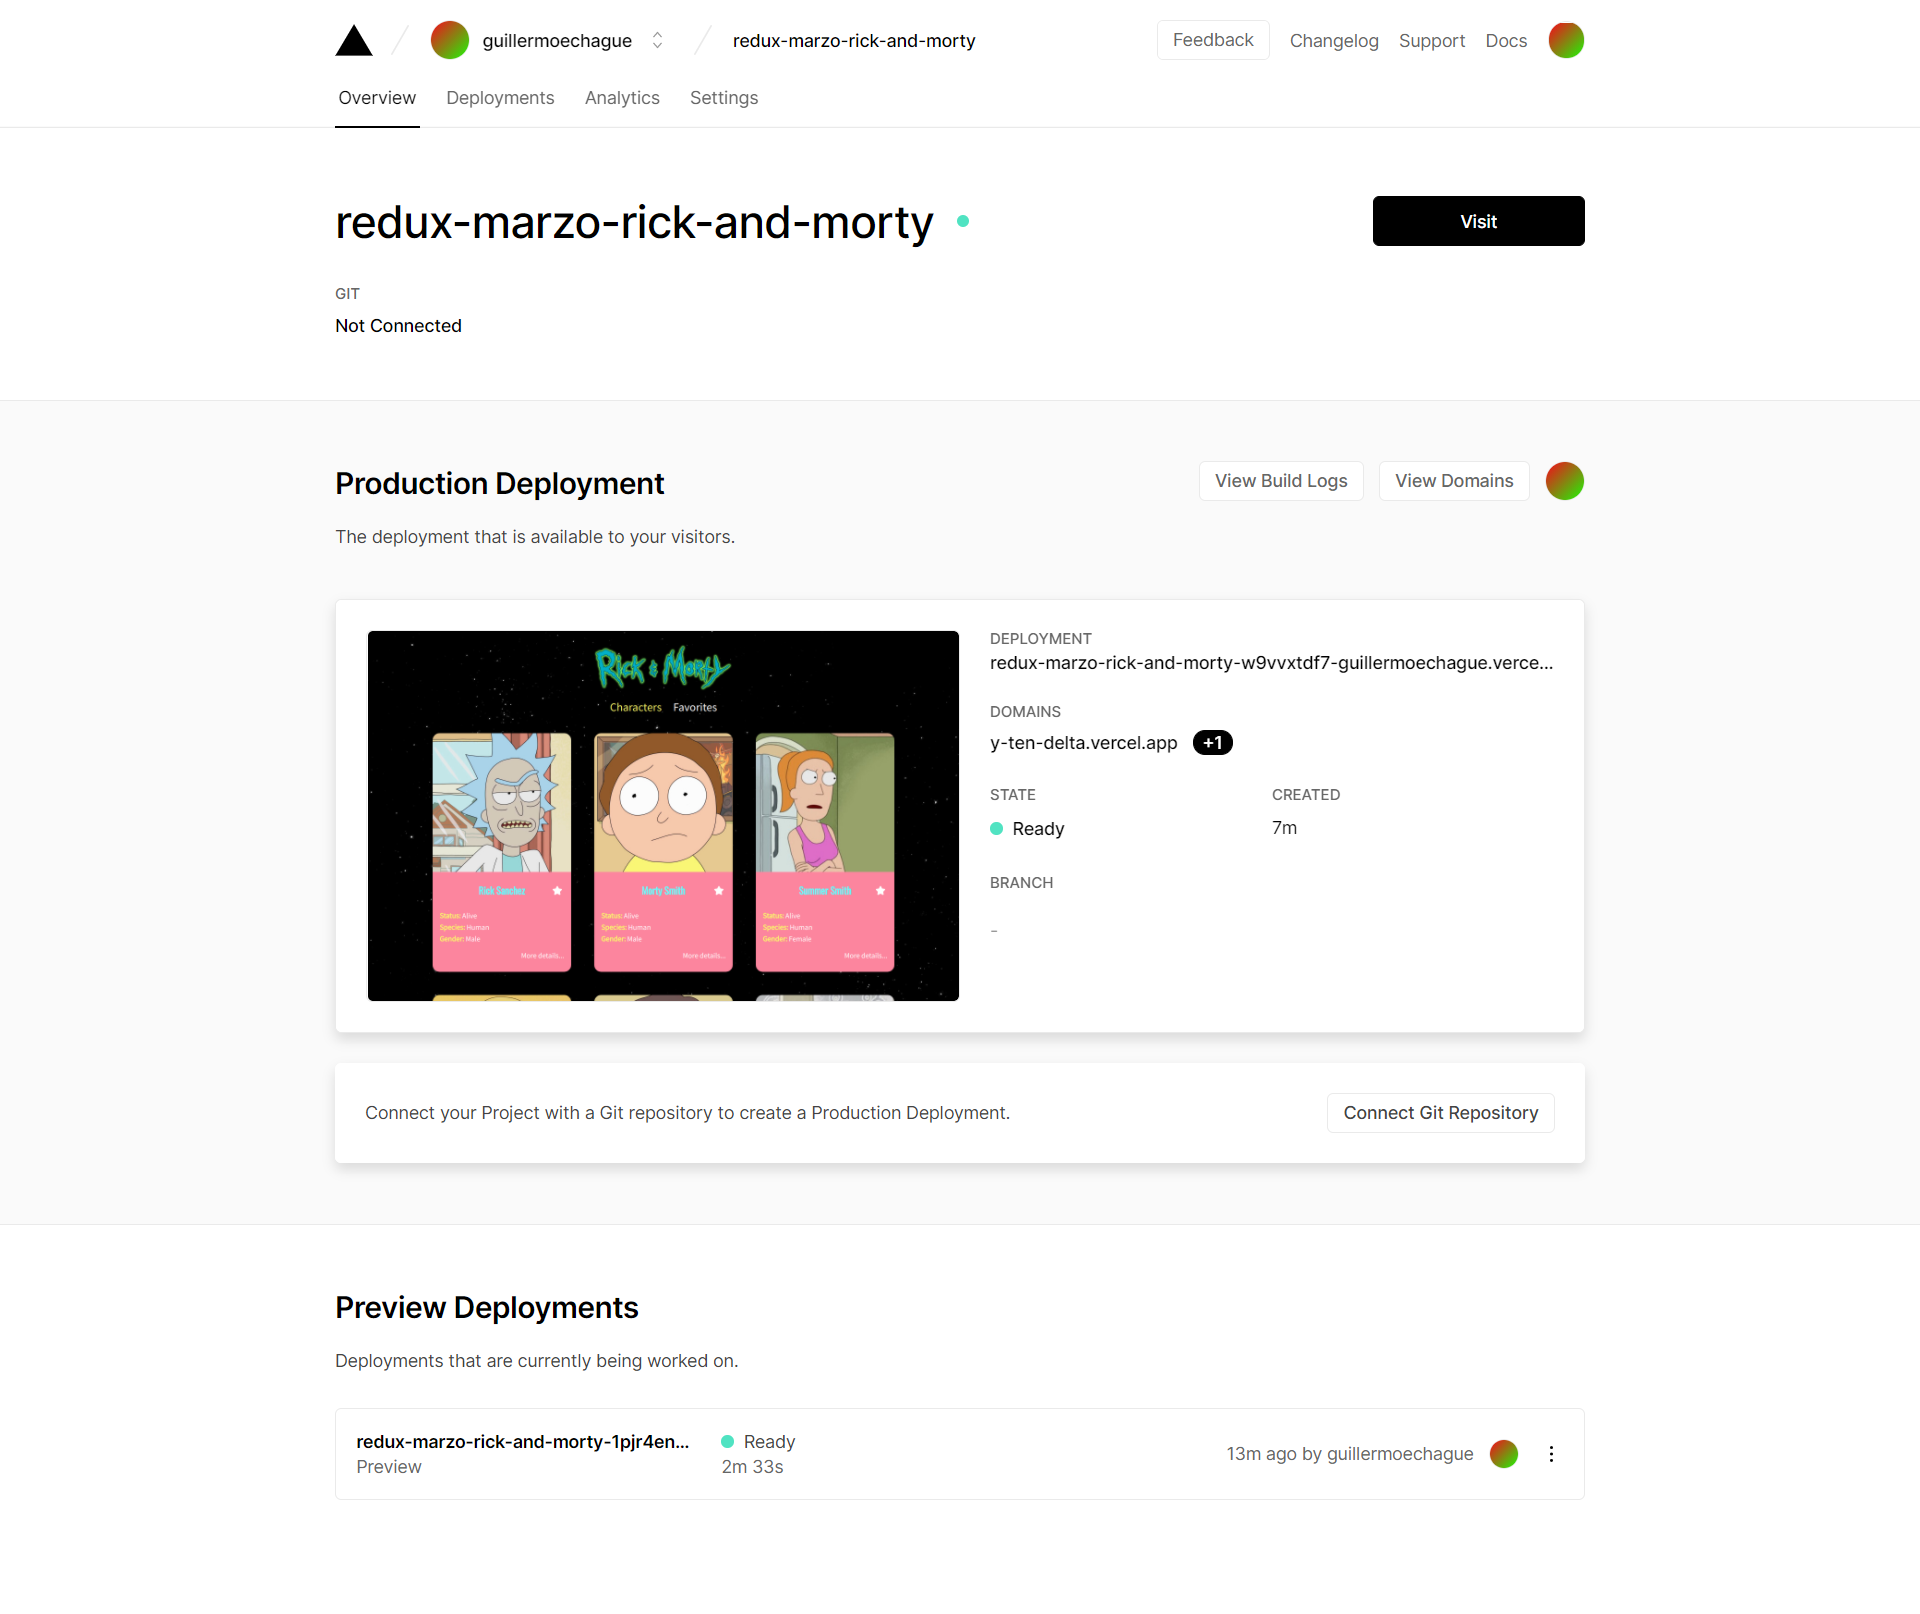 guillermoechague
redux-marzo-rick-and-morty
Feedback
Changelog
Support
Docs
Overview
Deployments
Analytics
Settings
redux-marzo-rick-and-morty
Visit
GIT
Not Connected
Production Deployment
View Build Logs
View Domains
The deployment that is available to your visitors.
Rick & Morty
Characters
Favorites
Rick Sanchez
Status: Alive
Species: Human
Gender: Male
More details...
Morty Smith
Status: Alive
Species: Human
Gender: Male
More details...
Summer Smith
Status: Alive
Species: Human
Gender: Female
More details...
DEPLOYMENT
redux-marzo-rick-and-morty-w9vvxtdf7-guillermoechague.verce...
DOMAINS
y-ten-delta.vercel.app +1
STATE
Ready
CREATED
7m
BRANCH
-
Connect your Project with a Git repository to create a Production Deployment.
Connect Git Repository
Preview Deployments
Deployments that are currently being worked on.
redux-marzo-rick-and-morty-1pjr4en...
Preview
Ready
2m 33s
13m ago by guillermoechague